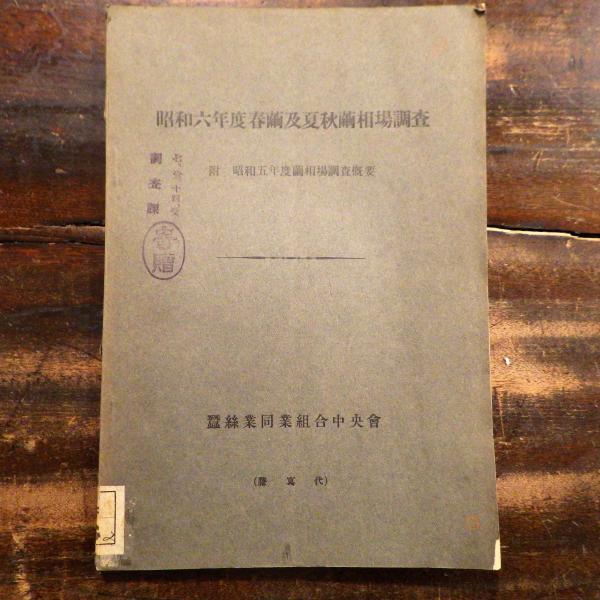 昭和六年度春繭及夏秋繭相場調査
附 昭和五年度繭相場調査概要
調査課
寄贈
蠶絲業同業組合中央會
(謄寫代)
2